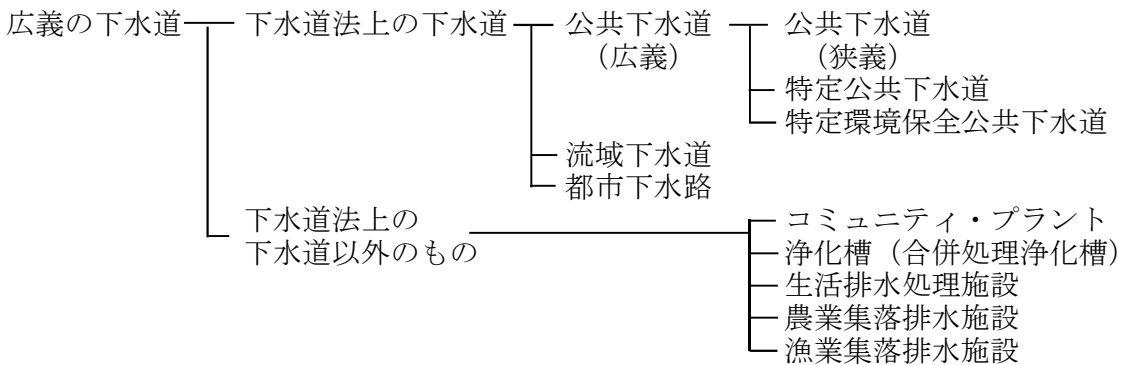 広義の下水道 下水道法上の下水道 公共下水道 公共下水道
（広義） （狭義）
特定公共下水道
特定環境保全公共下水道
流域下水道
都市下水路
下水道法上の
下水道以外のもの
コミュニティ・プラント
浄化槽（合併処理浄化槽）
生活排水処理施設
農業集落排水施設
漁業集落排水施設